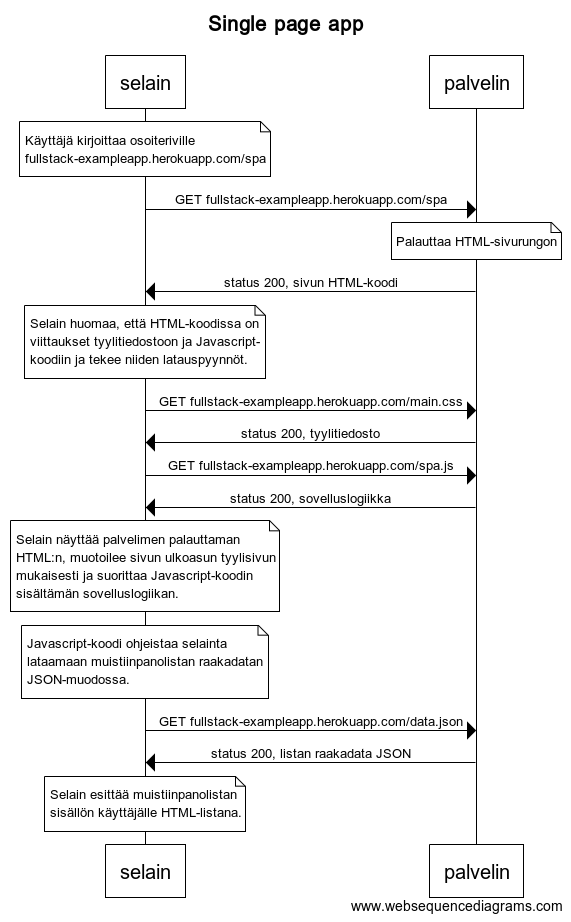 Single page app
selain
palvelin
Käyttäjä kirjoittaa osoiteriville
fullstack-exampleapp.herokuapp.com/spa
GET fullstack-exampleapp.herokuapp.com/spa
Palauttaa HTML-sivurungon
status 200, sivun HTML-koodi
Selain huomaa, että HTML-koodissa on
viittaukset tyylitiedostoon ja Javascript-
koodiin ja tekee niiden latauspyynnöt.
GET fullstack-exampleapp.herokuapp.com/main.css
status 200, tyylitiedosto
GET fullstack-exampleapp.herokuapp.com/spa.js
status 200, sovelluslogiikka
Selain näyttää palvelimen palauttaman
HTML:n, muotoilee sivun ulkoasun tyylisivun
mukaisesti ja suorittaa Javascript-koodin
sisältämän sovelluslogiikan.
Javascript-koodi ohjeistaa selainta
lataamaan muistiinpanolistan raakadatan
JSON-muodossa.
GET fullstack-exampleapp.herokuapp.com/data.json
status 200, listan raakadata JSON
Selain esittää muistiinpanolistan
sisällön käyttäjälle HTML-listana.
selain
palvelin
www.websequencediagrams.com